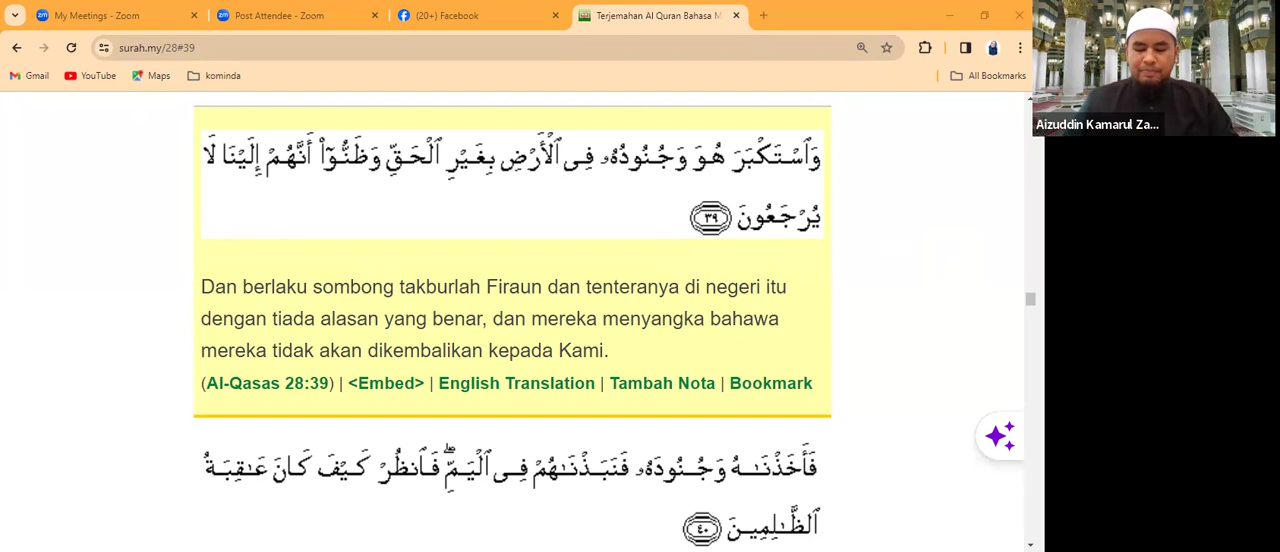 My Meetings - Zoom
Post Attendee - Zoom
(20+) Facebook
Terjemahan Al Quran Bahasa M
surah.my/28#39
Gmail
YouTube
Maps
kominda
All Bookmarks
Aizuddin Kamarul Za...
وَٱسْتَكْبَرَ هُوَ وَجُنُودُهُۥ فِى ٱلْأَرْضِ بِغَيْرِ ٱلْحَقِّ وَظَنُّوٓا۟ أَنَّهُمْ إِلَيْنَا لَا
يُرْجَعُونَ ٣٩
Dan berlaku sombong takburlah Firaun dan tenteranya di negeri itu
dengan tiada alasan yang benar, dan mereka menyangka bahawa
mereka tidak akan dikembalikan kepada Kami.
(Al-Qasas 28:39) | <Embed> | English Translation | Tambah Nota | Bookmark
فَأَخَذْنَـٰهُ وَجُنُودَهُۥ فَنَبَذْنَـٰهُمْ فِى ٱلْيَمِّ ۖ فَٱنظُرْ كَيْفَ كَانَ عَـٰقِبَةُ
ٱلظَّـٰلِمِينَ ٤٠